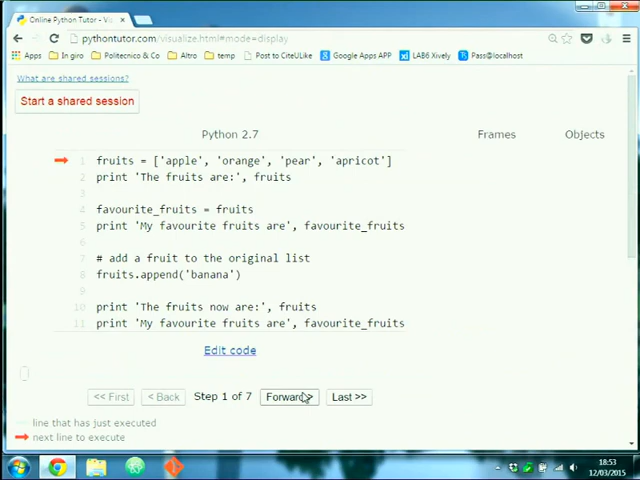 Online Python Tutor - Vis
pythontutor.com/visualize.html#mode=display
Apps In giro Politecnico & Co Altro temp Post to CiteULike Google Apps API LAB6.Xively Pass@localhost
What are shared sessions?
Start a shared session
Python 2.7
Frames Objects
1 fruits = ['apple', 'orange', 'pear', 'apricot']
2 print 'The fruits are:', fruits
3
4 favourite_fruits = fruits
5 print 'My favourite fruits are', favourite_fruits
6
7 # add a fruit to the original list
8 fruits.append('banana')
9
10 print 'The fruits now are:', fruits
11 print 'My favourite fruits are', favourite_fruits
Edit code
<< First < Back Step 1 of 7 Forward > Last >>
line that has just executed
next line to execute
18:53
12/03/2015